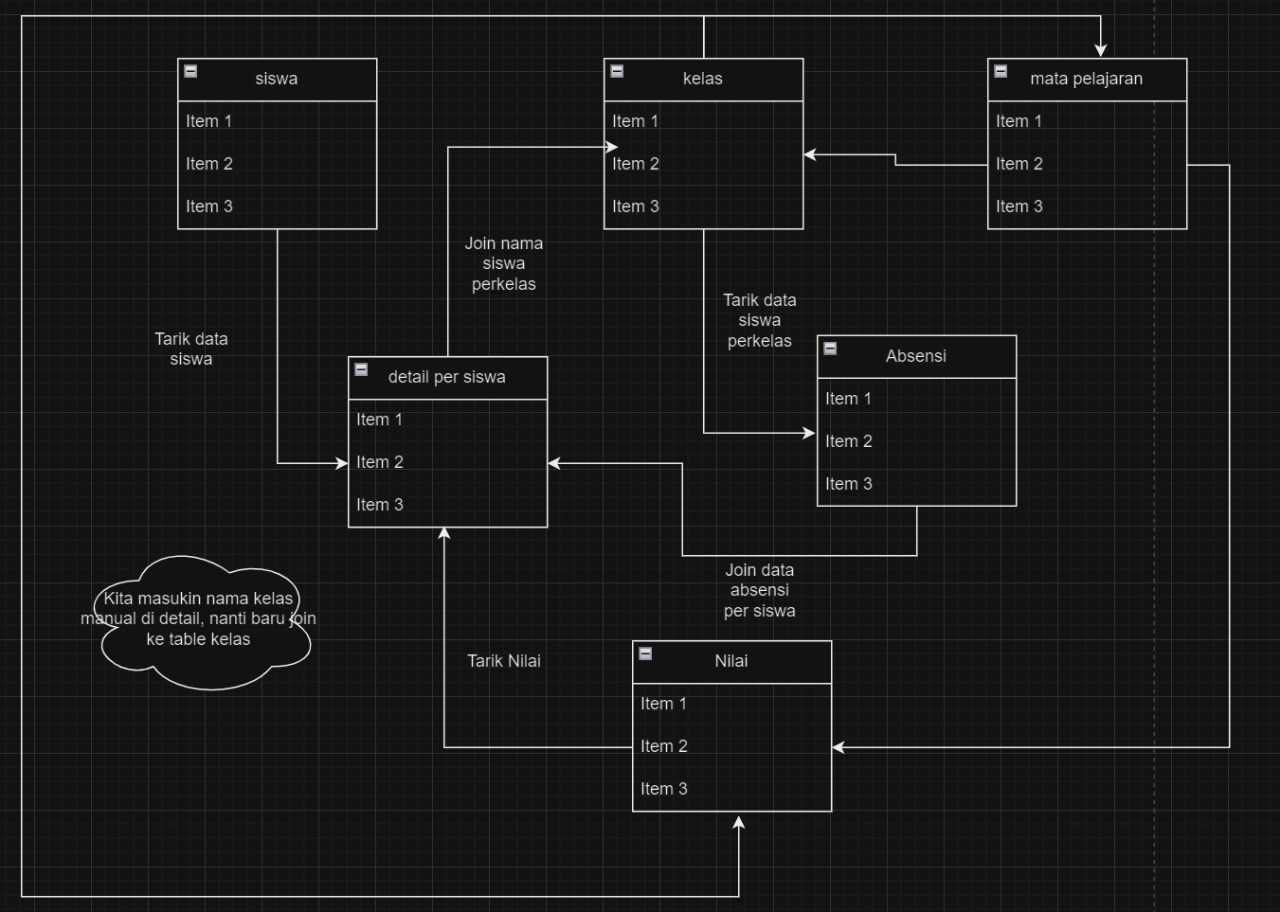 siswa
Item 1
Item 2
Item 3
kelas
Item 1
Item 2
Item 3
mata pelajaran
Item 1
Item 2
Item 3
Join nama
siswa
perkelas
Tarik data
siswa
perkelas
Tarik data
siswa
detail per siswa
Item 1
Item 2
Item 3
Absensi
Item 1
Item 2
Item 3
Join data
absensi
per siswa
Kita masukin nama kelas
manual di detail, nanti baru join
ke table kelas
Tarik Nilai
Nilai
Item 1
Item 2
Item 3